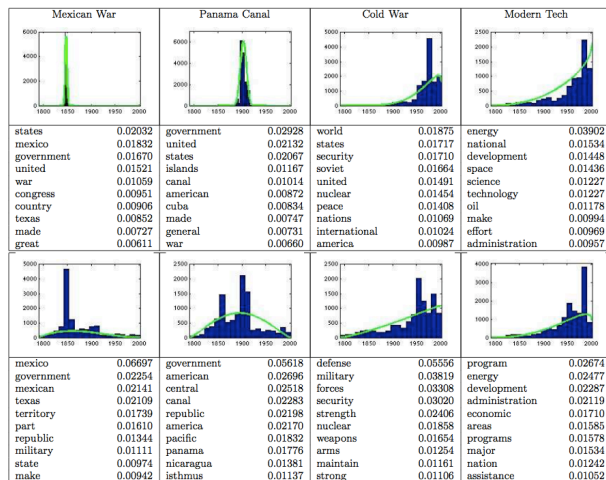 Mexican War Panama Canal Cold War Modern Tech
6000 7000 5000 2500
6000
5000 4000 2000
4000 3000 1500
4000
3000
2000 1000
2000
2000
1000 500
1000
0 0 0 0
1800 1850 1900 1950 2000 1800 1850 1900 1950 2000 1800 1850 1900 1950 2000 1800 1850 1900 1950 2000
states 0.02032 government 0.02928 world 0.01875 energy 0.03902
mexico 0.01832 united 0.02132 states 0.01717 national 0.01534
government 0.01670 states 0.02067 security 0.01710 development 0.01448
united 0.01521 islands 0.01167 soviet 0.01664 space 0.01436
war 0.01059 canal 0.01014 united 0.01491 science 0.01227
congress 0.00951 american 0.00872 nuclear 0.01454 technology 0.01227
country 0.00906 cuba 0.00834 peace 0.01408 oil 0.01178
texas 0.00852 made 0.00747 nations 0.01069 make 0.00994
made 0.00727 general 0.00731 international 0.01024 effort 0.00969
great 0.00611 war 0.00660 america 0.00987 administration 0.00957
5000 2500 2500 4000
4000 2000 2000
3000
3000 1500 1500
2000
2000 1000 1000
1000 500 500 1000
0 0 0 0
1800 1850 1900 1950 2000 1800 1850 1900 1950 2000 1800 1850 1900 1950 2000 1800 1850 1900 1950 2000
mexico 0.06697 government 0.05618 defense 0.05556 program 0.02674
government 0.02254 american 0.02696 military 0.03819 energy 0.02477
mexican 0.02141 central 0.02518 forces 0.03308 development 0.02287
texas 0.02109 canal 0.02283 security 0.03020 administration 0.02119
territory 0.01739 republic 0.02198 strength 0.02406 economic 0.01710
part 0.01610 america 0.02170 nuclear 0.01858 areas 0.01585
republic 0.01344 pacific 0.01832 weapons 0.01654 programs 0.01578
military 0.01111 panama 0.01776 arms 0.01254 major 0.01534
state 0.00974 nicaragua 0.01381 maintain 0.01161 nation 0.01242
make 0.00942 isthmus 0.01137 strong 0.01106 assistance 0.01052